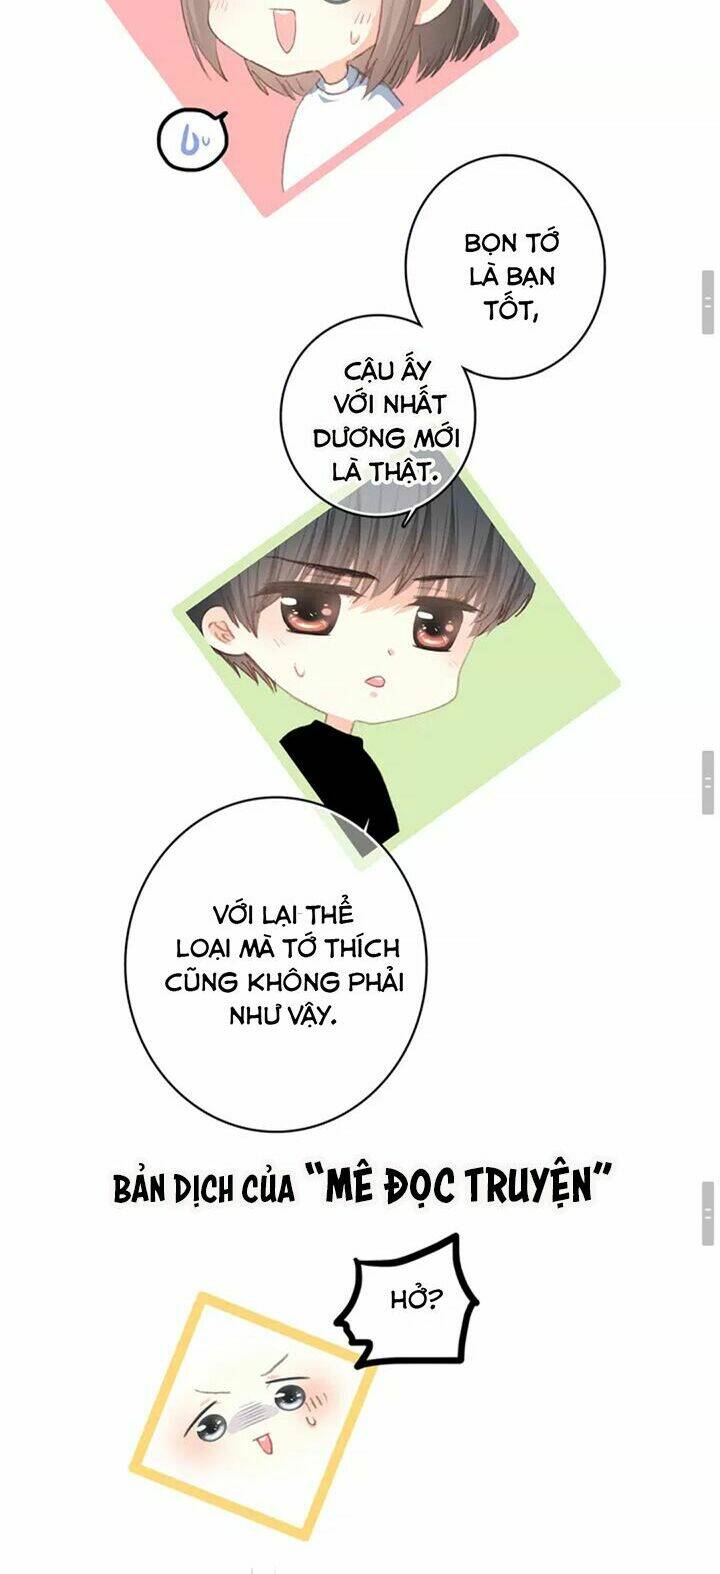 BỌN TỚ
LÀ BẠN
TỐT,
CẬU ẤY
VỚI NHẤT
DƯƠNG MỚI
LÀ THẬT.
VỚI LẠI THỂ
LOẠI MÀ TỚ THÍCH
CŨNG KHÔNG PHẢI
NHƯ VẬY.
BẢN DỊCH CỦA "MÊ ĐỌC TRUYỆN"
HỞ?